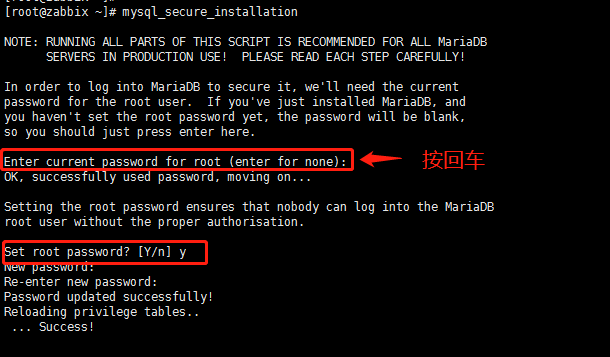 [root@zabbix ~]# mysql_secure_installation
NOTE: RUNNING ALL PARTS OF THIS SCRIPT IS RECOMMENDED FOR ALL MariaDB
SERVERS IN PRODUCTION USE!  PLEASE READ EACH STEP CAREFULLY!
In order to log into MariaDB to secure it, we'll need the current
password for the root user.  If you've just installed MariaDB, and
you haven't set the root password yet, the password will be blank,
so you should just press enter here.
Enter current password for root (enter for none): 按回车
OK, successfully used password, moving on...
Setting the root password ensures that nobody can log into the MariaDB
root user without the proper authorisation.
Set root password? [Y/n] y
New password:
Re-enter new password:
Password updated successfully!
Reloading privilege tables..
... Success!